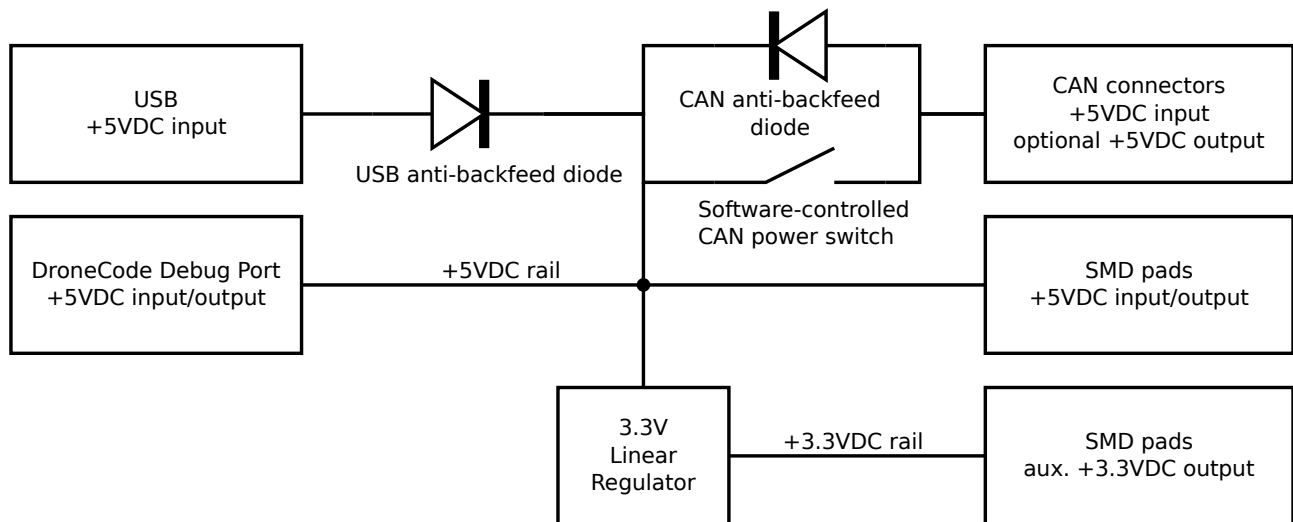 USB
+5VDC input
USB anti-backfeed diode
CAN anti-backfeed
diode
Software-controlled
CAN power switch
CAN connectors
+5VDC input
optional +5VDC output
DroneCode Debug Port
+5VDC input/output
+5VDC rail
SMD pads
+5VDC input/output
3.3V
Linear
Regulator
+3.3VDC rail
SMD pads
aux. +3.3VDC output